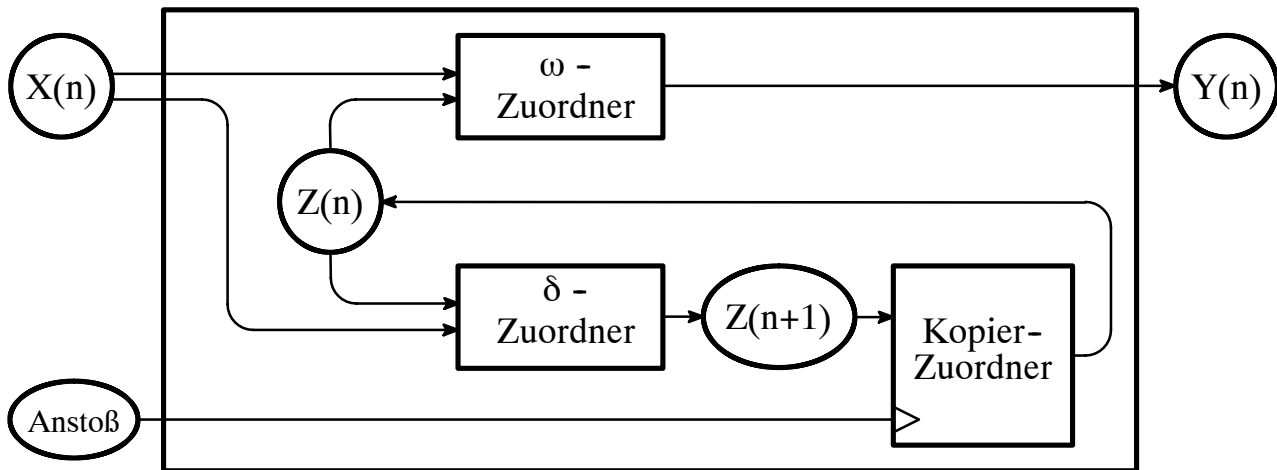 X(n)
ω -
Zuordner
Y(n)
Z(n)
δ -
Zuordner
Z(n+1)
Kopier-
Zuordner
Anstoß